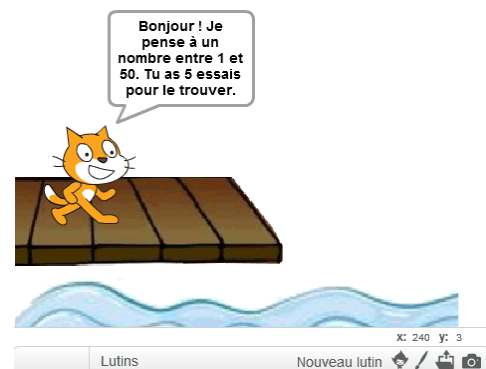 Bonjour ! Je
pense à un
nombre entre 1 et
50. Tu as 5 essais
pour le trouver.
x: 240 y: 3
Lutins
Nouveau lutin